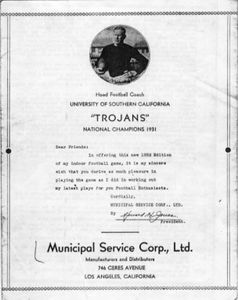 Head Football Coach
UNIVERSITY OF SOUTHERN CALIFORNIA
"TROJANS"
NATIONAL CHAMPIONS 1931
Dear Friends:
In offering this new 1932 Edition
of my indoor football game, it is my sincere
wish that you derive as much pleasure in
playing the game as I did in working out
my latest plays for you Football Enthusiasts.
Cordially,
MUNICIPAL SERVICE CORP., LTD.
By Howard H. Jones
President.
Municipal Service Corp., Ltd.
Manufacturers and Distributors
746 CERES AVENUE
LOS ANGELES, CALIFORNIA